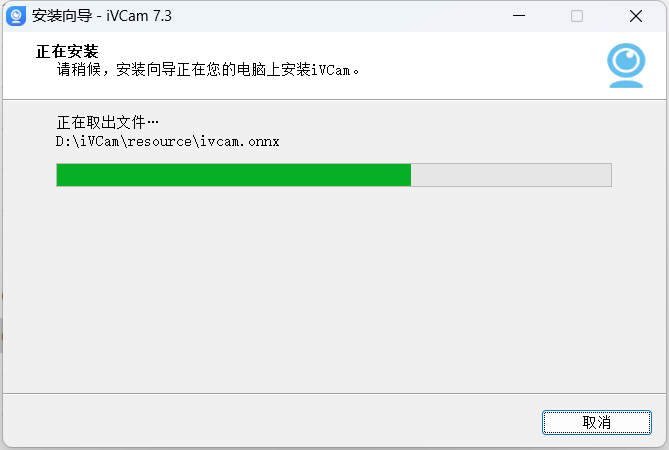 安装向导 - iVCam 7.3
正在安装
请稍候，安装向导正在您的电脑上安装iVCam。
正在取出文件…
D:\iVCam\resource\ivcam.onnx
取消